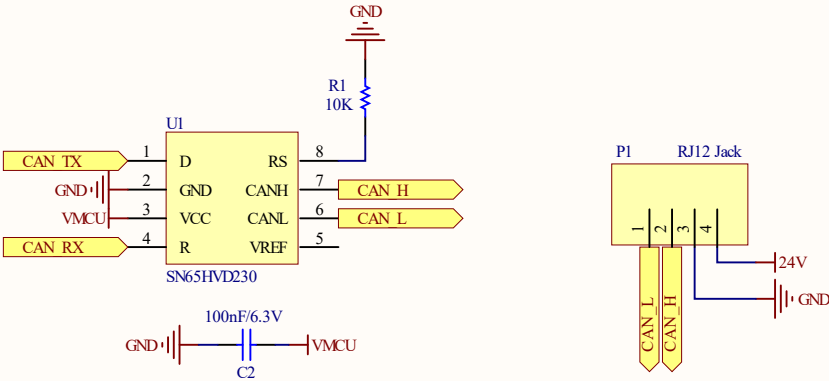 GND
R1
10K
U1
CAN_TX 1 D RS 8
GND 2 GND CANH 7 CAN_H
VMCU 3 VCC CANL 6 CAN_L
CAN_RX 4 R VREF 5
SN65HVD230
100nF/6.3V
GND VMCU
C2
P1 RJ12 Jack
1 2 3 4
24V
GND
CAN_L
CAN_H